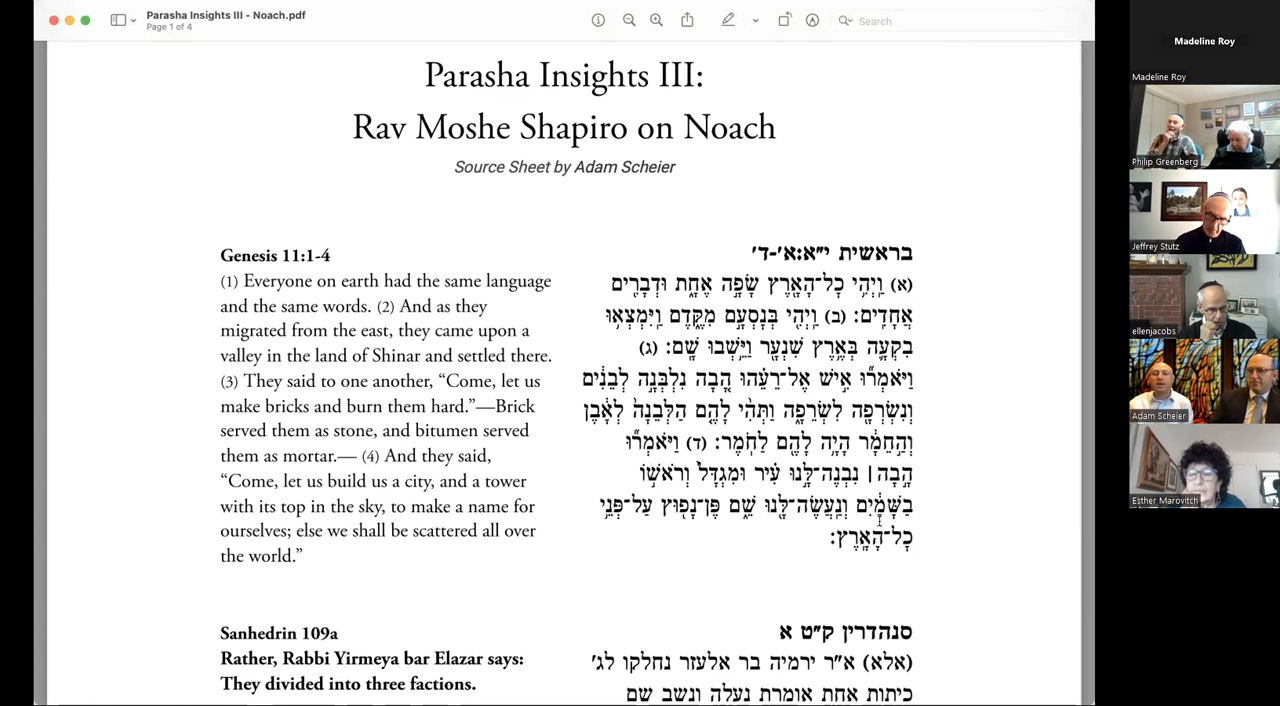 Parasha Insights III - Noach.pdf
Page 1 of 4
Search
Parasha Insights III:
Rav Moshe Shapiro on Noach
Source Sheet by Adam Scheier
Genesis 11:1-4
(1) Everyone on earth had the same language
and the same words. (2) And as they
migrated from the east, they came upon a
valley in the land of Shinar and settled there.
(3) They said to one another, “Come, let us
make bricks and burn them hard.”—Brick
served them as stone, and bitumen served
them as mortar.— (4) And they said,
“Come, let us build us a city, and a tower
with its top in the sky, to make a name for
ourselves; else we shall be scattered all over
the world.”
בראשית י״א:א׳-ד׳
(א) וַֽיְהִ֥י כׇל־הָאָ֖רֶץ שָׂפָ֣ה אֶחָ֑ת וּדְבָרִ֖ים
אֲחָדִֽים׃ (ב) וַֽיְהִ֖י בְּנׇסְעָ֣ם מִקֶּ֑דֶם וַֽיִּמְצְא֥וּ
בִקְעָ֛ה בְּאֶ֥רֶץ שִׁנְעָ֖ר וַיֵּ֥שְׁבוּ שָֽׁם׃ (ג)
וַיֹּאמְר֞וּ אִ֣ישׁ אֶל־רֵעֵ֗הוּ הָ֚בָה נִלְבְּנָ֣ה לְבֵנִ֔ים
וְנִשְׂרְפָ֖ה לִשְׂרֵפָ֑ה וַתְּהִ֨י לָהֶ֤ם הַלְּבֵנָה֙ לְאָ֔בֶן
וְהַ֣חֵמָ֔ר הָיָ֥ה לָהֶ֖ם לַחֹֽמֶר׃ (ד) וַיֹּאמְר֞וּ
הָ֣בָה ׀ נִבְנֶה־לָּ֣נוּ עִ֗יר וּמִגְדָּל֙ וְרֹאשׁ֣וֹ
בַשָּׁמַ֔יִם וְנַֽעֲשֶׂה־לָּ֖נוּ שֵׁ֑ם פֶּן־נָפ֖וּץ עַל־פְּנֵ֥י
כׇל־הָאָֽרֶץ׃
Sanhedrin 109a
Rather, Rabbi Yirmeya bar Elazar says:
They divided into three factions.
סנהדרין ק״ט א
(אלא) א״ר ירמיה בר אלעזר נחלקו לג׳
כיתות אחת אומרת נעלה ונשב שם
Madeline Roy
Madeline Roy
Philip Greenberg
Jeffrey Stutz
ellenjacobs
Adam Scheier
Esther Marovitch